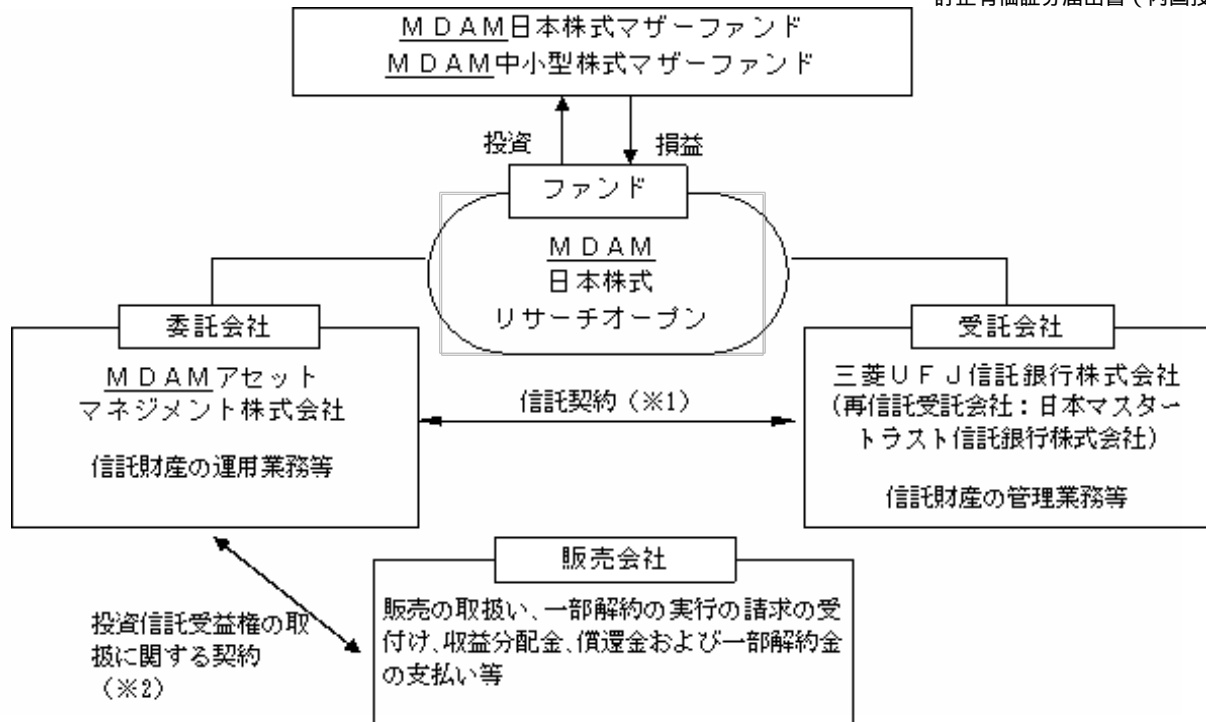 ＭＤＡＭ日本株式マザーファンド
ＭＤＡＭ中小型株式マザーファンド
投資
損益
ファンド
ＭＤＡＭ
日本株式
リサーチオープン
委託会社
ＭＤＡＭアセット
マネジメント株式会社
信託財産の運用業務等
信託契約（※1）
受託会社
三菱ＵＦＪ信託銀行株式会社
（再信託受託会社：日本マスター
トラスト信託銀行株式会社）
信託財産の管理業務等
投資信託受益権の取
扱に関する契約
（※2）
販売会社
販売の取扱い、一部解約の実行の請求の受
付け、収益分配金、償還金および一部解約金
の支払い等